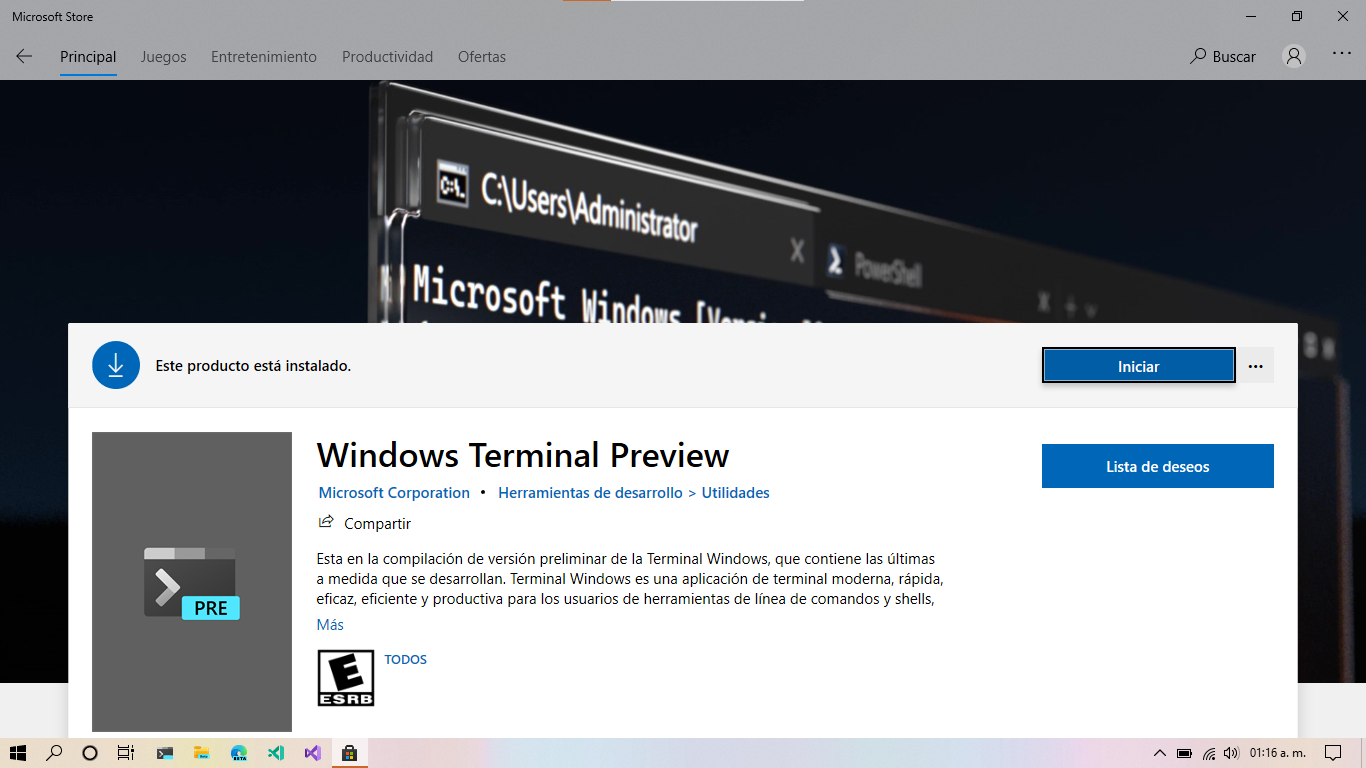 Microsoft Store
Principal
Juegos
Entretenimiento
Productividad
Ofertas
Buscar
C:\Users\Administrator
X
PowerShell
Microsoft Windows
Este producto está instalado.
Iniciar
Windows Terminal Preview
Lista de deseos
Microsoft Corporation • Herramientas de desarrollo > Utilidades
Compartir
Esta en la compilación de versión preliminar de la Terminal Windows, que contiene las últimas
a medida que se desarrollan. Terminal Windows es una aplicación de terminal moderna, rápida,
eficaz, eficiente y productiva para los usuarios de herramientas de línea de comandos y shells,
PRE
Más
TODOS
E
ESRB
01:16 a. m.